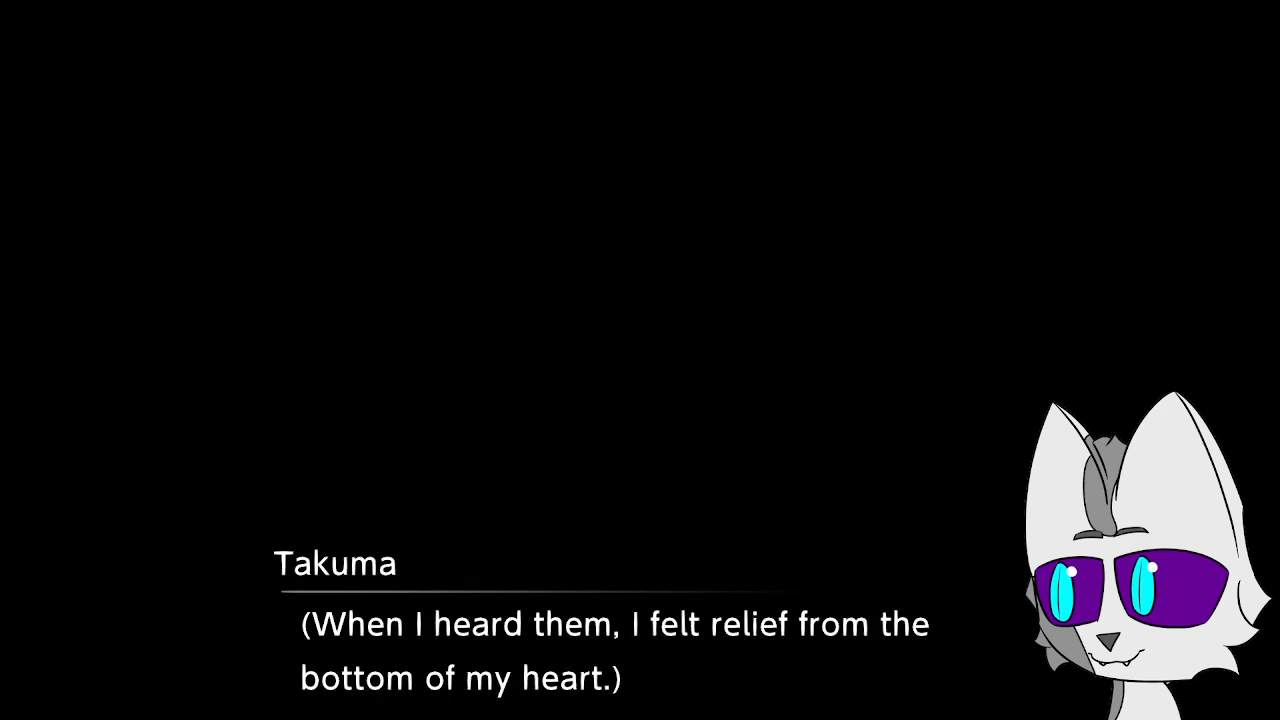 Takuma
(When I heard them, I felt relief from the
bottom of my heart.)